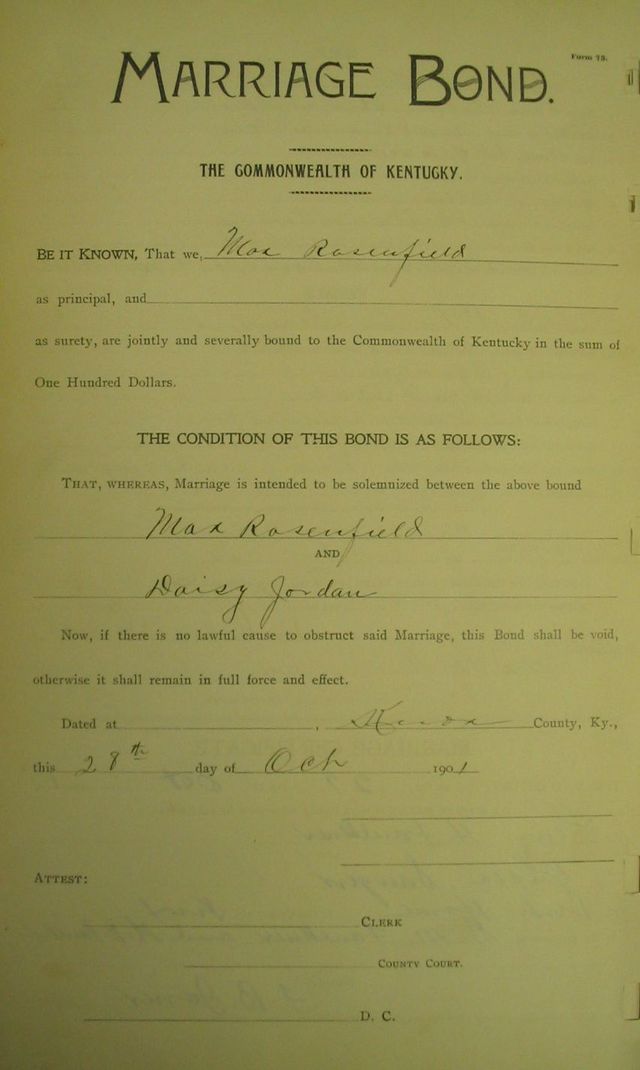 Form 78.
MARRIAGE BOND.
THE COMMONWEALTH OF KENTUCKY.
BE IT KNOWN, That we, Max Rosenfield
as principal, and
as surety, are jointly and severally bound to the Commonwealth of Kentucky in the sum of
One Hundred Dollars.
THE CONDITION OF THIS BOND IS AS FOLLOWS:
THAT, WHEREAS, Marriage is intended to be solemnized between the above bound
Max Rosenfield
AND
Daisy Jordan
Now, if there is no lawful cause to obstruct said Marriage, this Bond shall be void,
otherwise it shall remain in full force and effect.
Dated at , Knox County, Ky.,
this 28th day of Oct 1901
ATTEST:
CLERK
COUNTY COURT.
D. C.